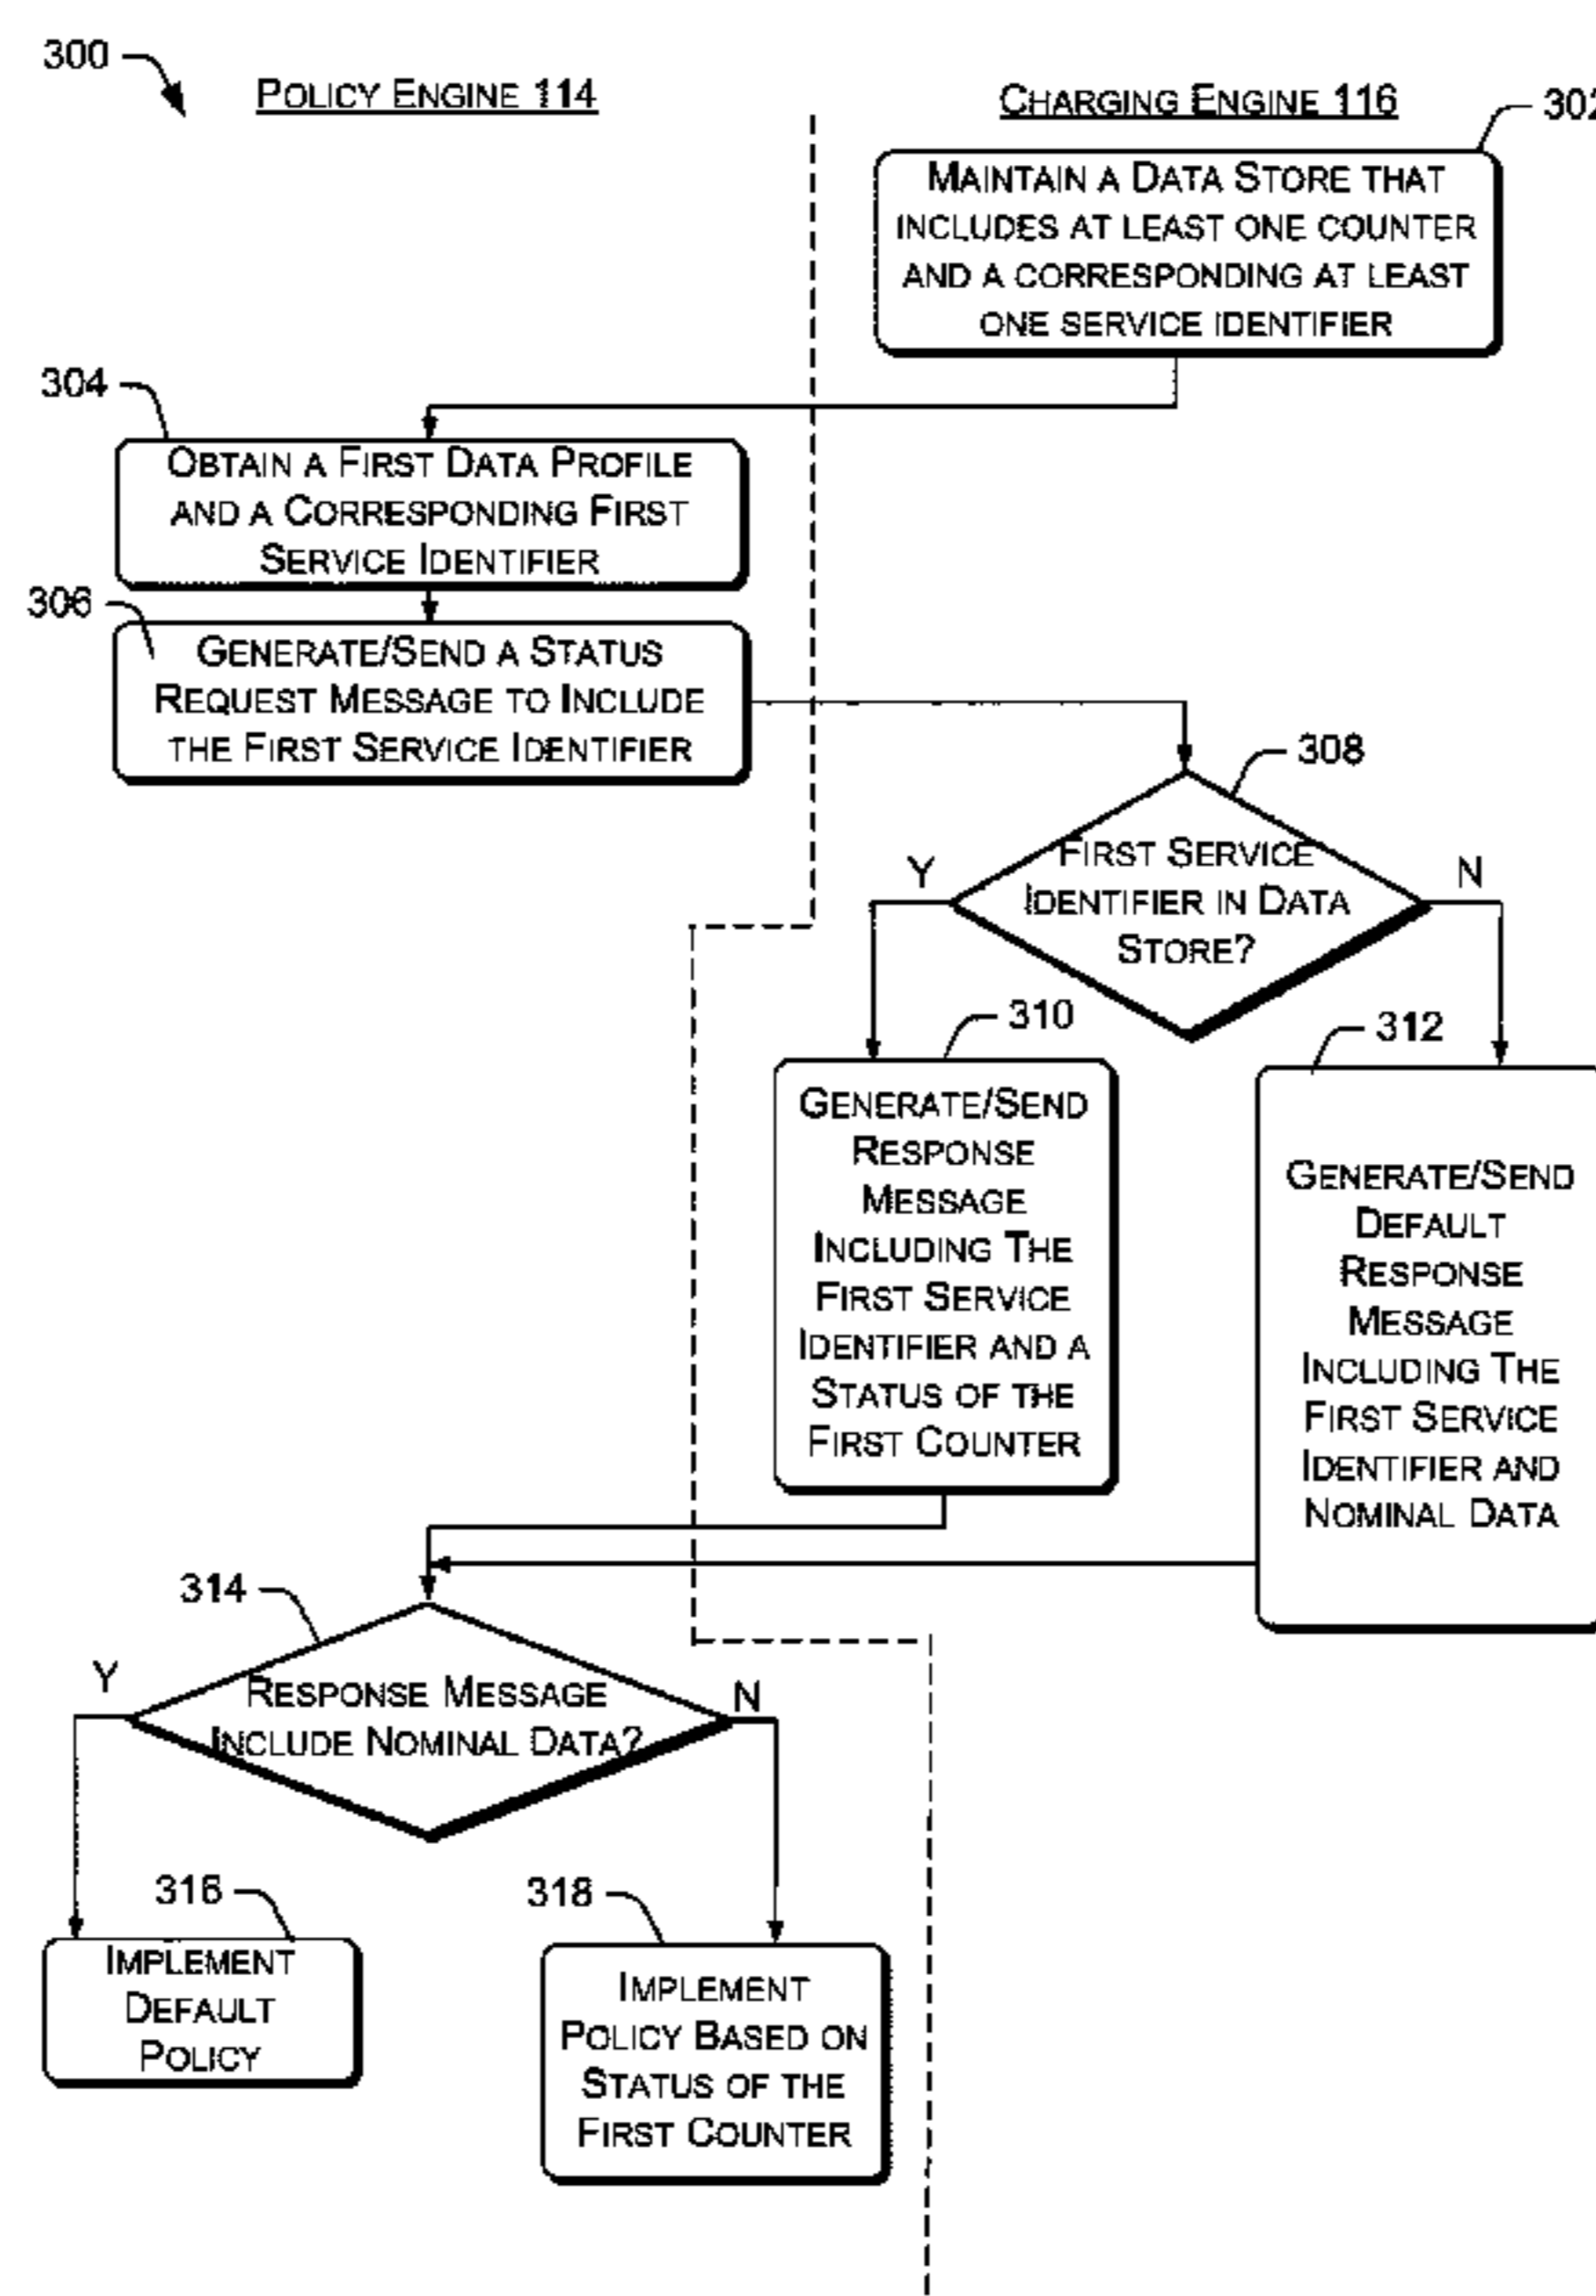 300
POLICY ENGINE 114
CHARGING ENGINE 116
302
MAINTAIN A DATA STORE THAT
INCLUDES AT LEAST ONE COUNTER
AND A CORRESPONDING AT LEAST
ONE SERVICE IDENTIFIER
304
OBTAIN A FIRST DATA PROFILE
AND A CORRESPONDING FIRST
SERVICE IDENTIFIER
306
GENERATE/SEND A STATUS
REQUEST MESSAGE TO INCLUDE
THE FIRST SERVICE IDENTIFIER
308
FIRST SERVICE
IDENTIFIER IN DATA
STORE?
Y
N
310
GENERATE/SEND
RESPONSE
MESSAGE
INCLUDING THE
FIRST SERVICE
IDENTIFIER AND A
STATUS OF THE
FIRST COUNTER
312
GENERATE/SEND
DEFAULT
RESPONSE
MESSAGE
INCLUDING THE
FIRST SERVICE
IDENTIFIER AND
NOMINAL DATA
314
RESPONSE MESSAGE
INCLUDE NOMINAL DATA?
Y
N
316
IMPLEMENT
DEFAULT
POLICY
318
IMPLEMENT
POLICY BASED ON
STATUS OF THE
FIRST COUNTER